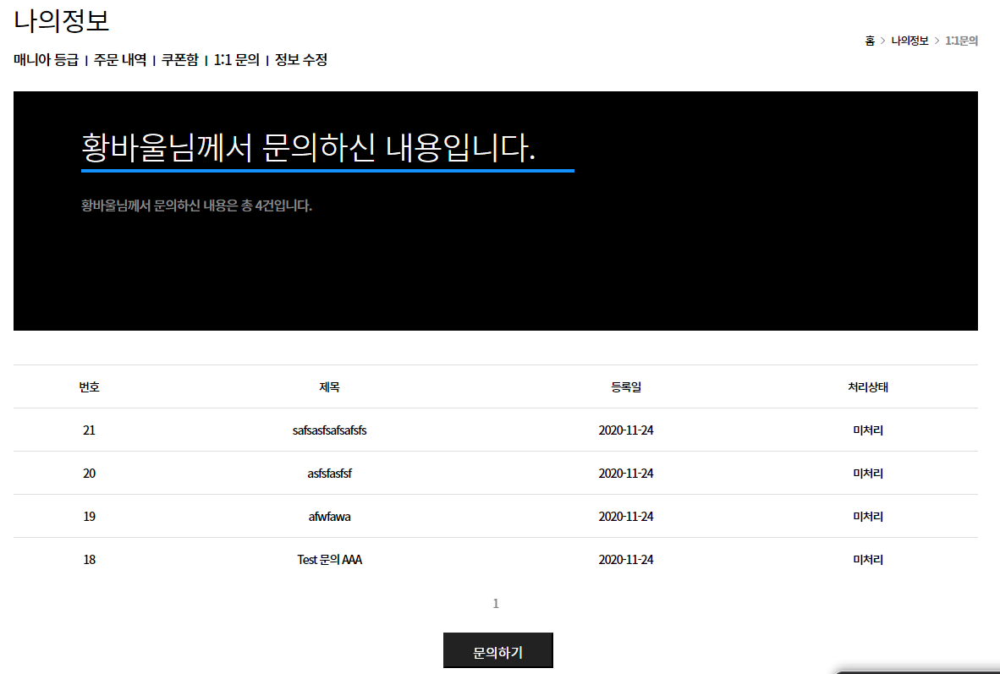 나의정보
홈 > 나의정보 > 1:1문의
매니아 등급 | 주문 내역 | 쿠폰함 | 1:1 문의 | 정보 수정
황바울님께서 문의하신 내용입니다.
황바울님께서 문의하신 내용은 총 4건입니다.
번호 제목 등록일 처리상태
21 safsasfsafsafsfs 2020-11-24 미처리
20 asfsfasfsf 2020-11-24 미처리
19 afwfawa 2020-11-24 미처리
18 Test 문의 AAA 2020-11-24 미처리
1
문의하기